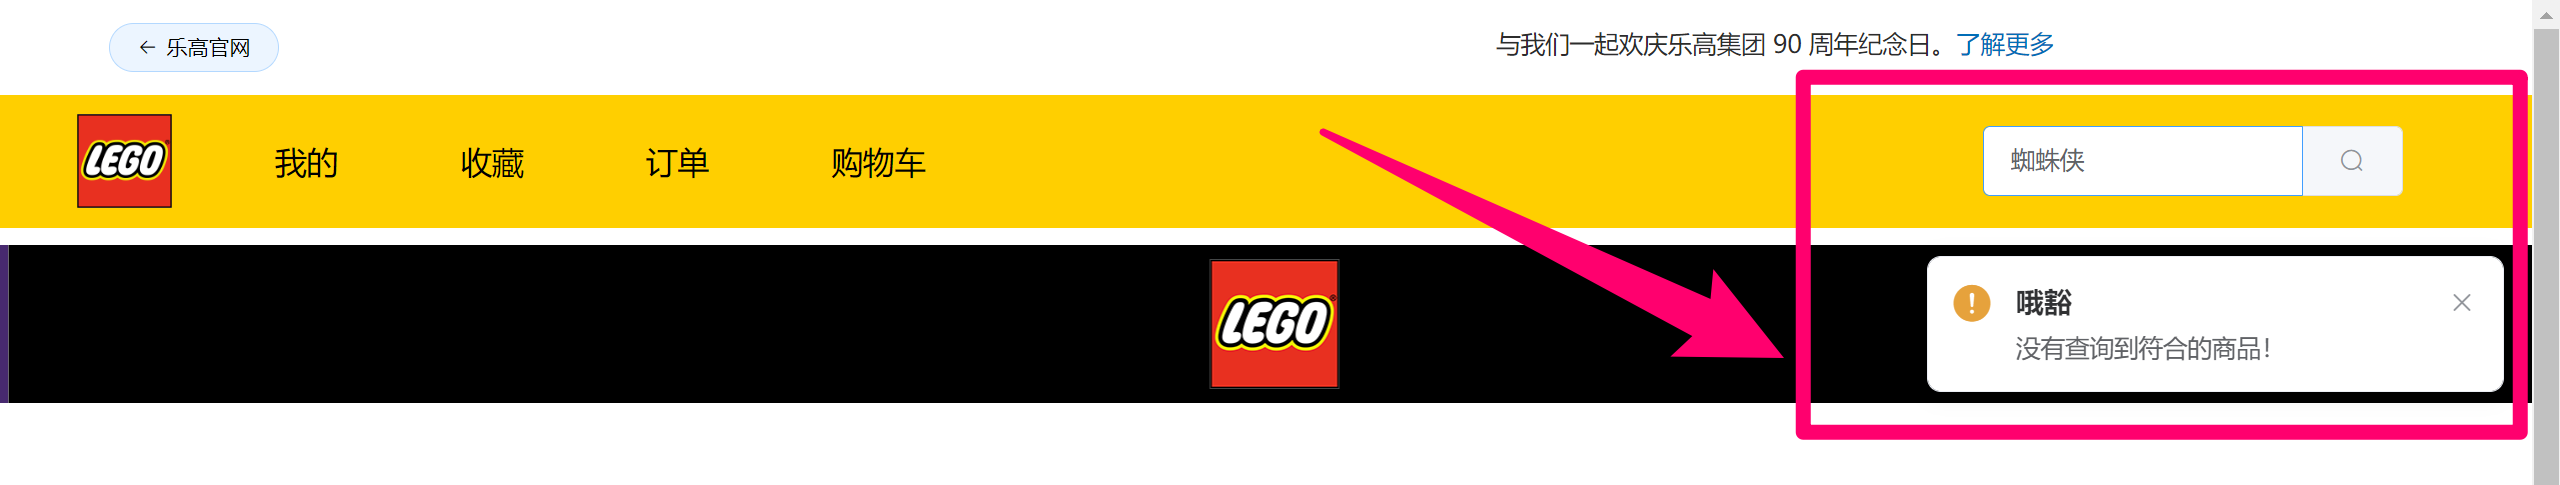 ← 乐高官网
与我们一起欢庆乐高集团 90 周年纪念日。了解更多
LEGO
我的
收藏
订单
购物车
蜘蛛侠
LEGO
哦豁
没有查询到符合的商品！